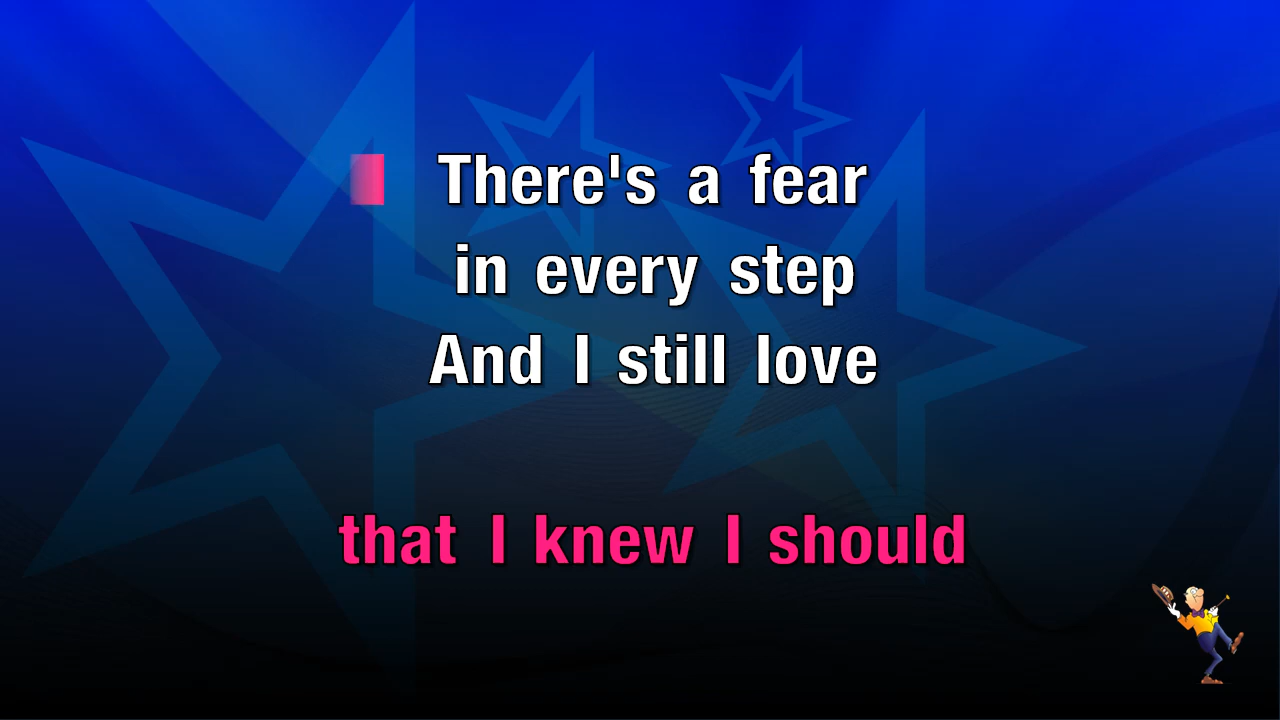 There's a fear
in every step
And I still love
that I knew I should